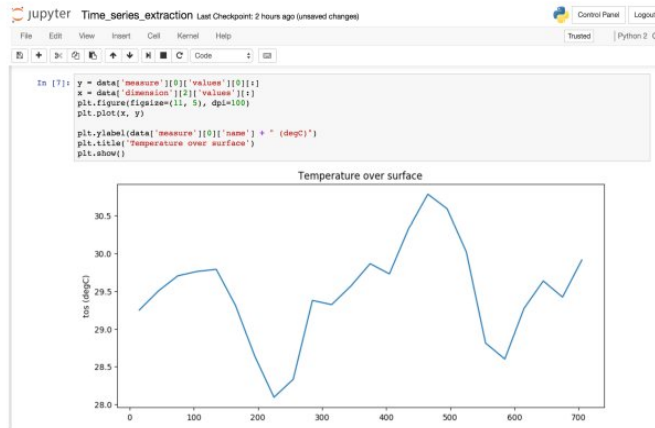 jupyter Time_series_extraction Last Checkpoint: 2 hours ago (unsaved changes)
Control Panel
Logout
File Edit View Insert Cell Kernel Help
Trusted
Python 2
Code
In [7]: y = data['measure'][0]['values'][0][:]
x = data['dimension'][2]['values'][:]
plt.figure(figsize=(11, 5), dpi=100)
plt.plot(x, y)
plt.ylabel(data['measure'][0]['name'] + " (degC)")
plt.title('Temperature over surface')
plt.show()
Temperature over surface
tos (degC)
30.5
30.0
29.5
29.0
28.5
28.0
0 100 200 300 400 500 600 700